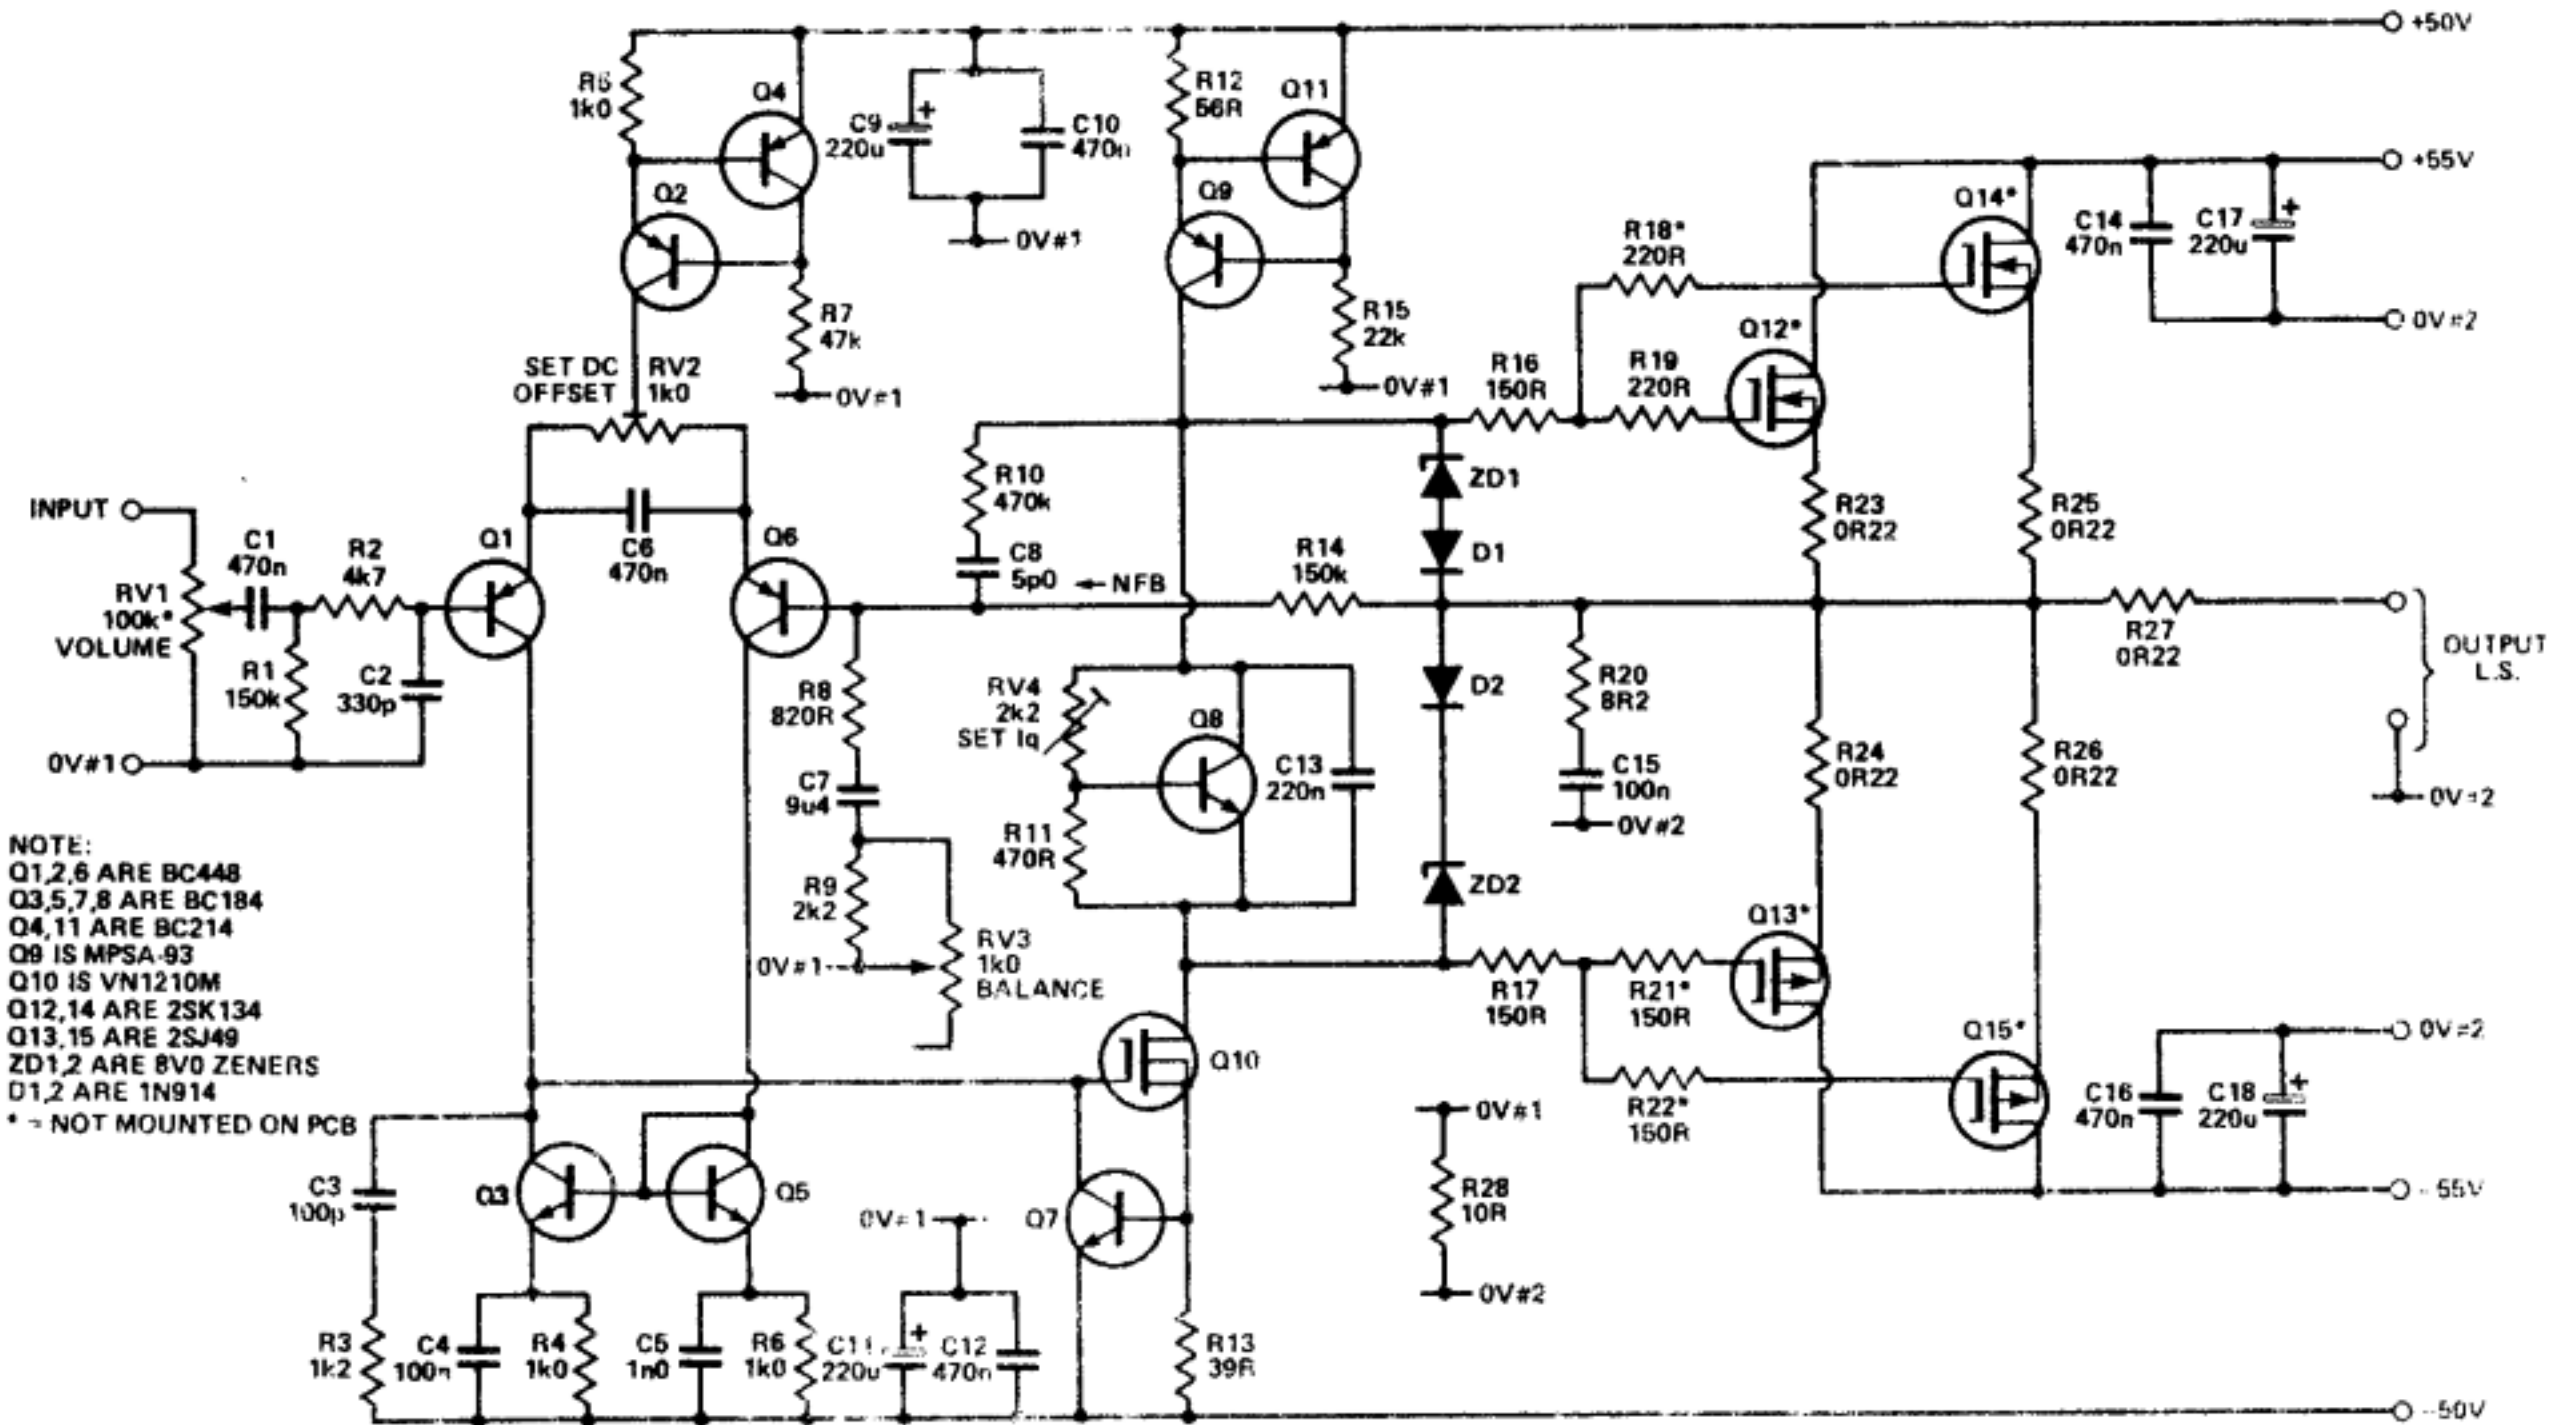 +50V
R5
1k0
Q4
C9
220u
+
C10
470n
R12
56R
Q11
+55V
Q2
0V#1
Q9
R18*
220R
Q14*
C14
470n
C17
220u
+
R7
47k
R15
22k
Q12*
0V#2
SET DC
OFFSET
RV2
1k0
0V#1
R16
150R
R19
220R
0V#1
R10
470k
ZD1
INPUT
C1
470n
R2
4k7
Q1
C6
470n
Q6
C8
5p0
NFB
R14
150k
D1
R23
0R22
R25
0R22
RV1
100k*
VOLUME
R1
150k
C2
330p
R27
0R22
OUTPUT
L.S.
0V#1
R8
820R
RV4
2k2
SET Iq
Q8
C13
220n
D2
R20
8R2
C15
100n
0V#2
R24
0R22
R26
0R22
0V#2
C7
9u4
R11
470R
R9
2k2
ZD2
0V#1
RV3
1k0
BALANCE
Q13*
R17
150R
R21*
150R
NOTE:
Q1,2,6 ARE BC448
Q3,5,7,8 ARE BC184
Q4,11 ARE BC214
Q9 IS MPSA-93
Q10 IS VN1210M
Q12,14 ARE 2SK134
Q13,15 ARE 2SJ49
ZD1,2 ARE 8V0 ZENERS
D1,2 ARE 1N914
* = NOT MOUNTED ON PCB
Q10
Q15*
0V#2
R22*
150R
C16
470n
C18
220u
+
0V#1
C3
100p
Q3
Q5
0V#1
Q7
R28
10R
-55V
0V#2
R3
1k2
C4
100n
R4
1k0
C5
1n0
R6
1k0
C11
220u
+
C12
470n
R13
39R
-50V